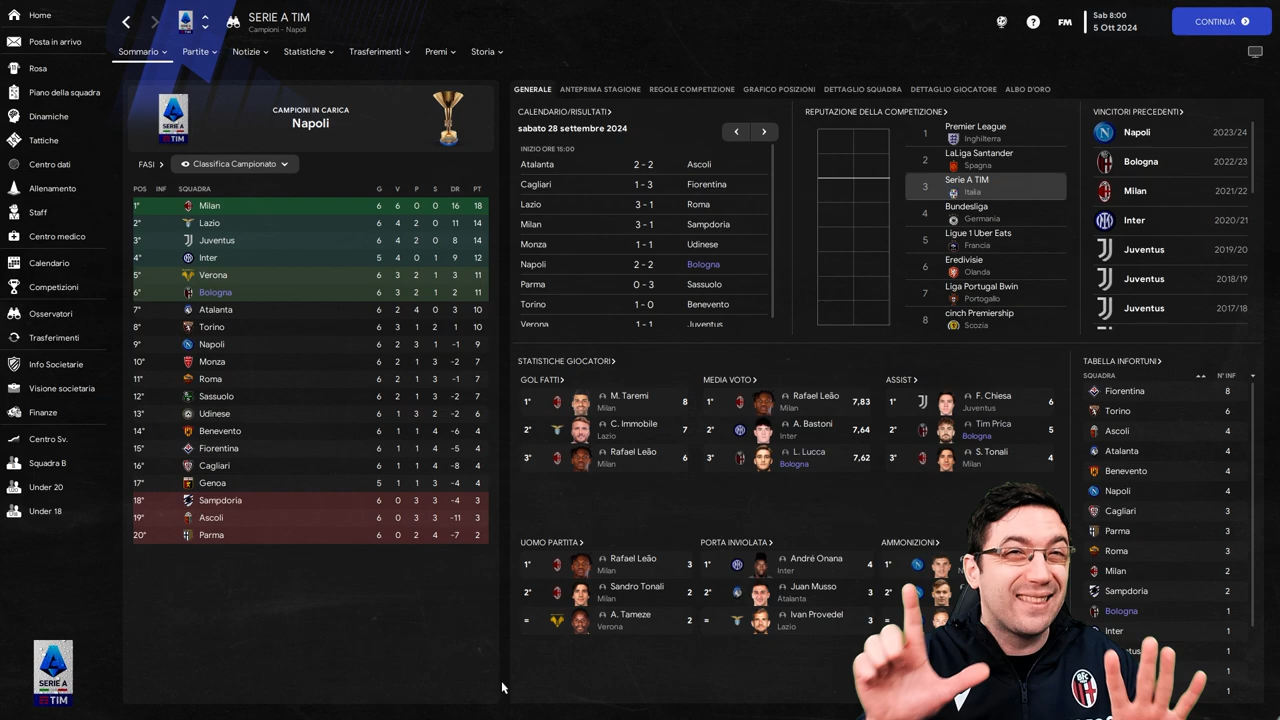 Home
Posta in arrivo
Rosa
Piano della squadra
Dinamiche
Tattiche
Centro dati
Allenamento
Staff
Centro medico
Calendario
Competizioni
Osservatori
Trasferimenti
Info Societarie
Visione societaria
Finanze
Centro Sv.
Squadra B
Under 20
Under 18
SERIE A TIM
Campioni - Napoli
FM
Sab 8:00
5 Ott 2024
CONTINUA
Sommario
Partite
Notizie
Statistiche
Trasferimenti
Premi
Storia
CAMPIONI IN CARICA
Napoli
FASI
Classifica Campionato
POS INF SQUADRA G V P S DR PT
1° Milan 6 6 0 0 16 18
2° Lazio 6 4 2 0 11 14
3° Juventus 6 4 2 0 8 14
4° Inter 5 4 0 1 9 12
5° Verona 6 3 2 1 3 11
6° Bologna 6 3 2 1 2 11
7° Atalanta 6 2 4 0 3 10
8° Torino 6 3 1 2 1 10
9° Napoli 6 2 3 1 -1 9
10° Monza 6 2 1 3 -2 7
11° Roma 6 2 1 3 -1 7
12° Sassuolo 6 2 1 3 -2 7
13° Udinese 6 1 3 2 -2 6
14° Benevento 6 1 1 4 -6 4
15° Fiorentina 6 1 1 4 -5 4
16° Cagliari 6 1 1 4 -8 4
17° Genoa 5 1 1 3 -4 4
18° Sampdoria 6 0 3 3 -4 3
19° Ascoli 6 0 3 3 -11 3
20° Parma 6 0 2 4 -7 2
SERIE A
TIM
GENERALE
ANTEPRIMA STAGIONE
REGOLE COMPETIZIONE
GRAFICO POSIZIONI
DETTAGLIO SQUADRA
DETTAGLIO GIOCATORE
ALBO D'ORO
CALENDARIO/RISULTATI
sabato 28 settembre 2024
INIZIO ORE 15:00
Atalanta 2 - 2 Ascoli
Cagliari 1 - 3 Fiorentina
Lazio 3 - 1 Roma
Milan 3 - 1 Sampdoria
Monza 1 - 1 Udinese
Napoli 2 - 2 Bologna
Parma 0 - 3 Sassuolo
Torino 1 - 0 Benevento
Verona 1 - 1 Juventus
REPUTAZIONE DELLA COMPETIZIONE
1 Premier League
Inghilterra
2 LaLiga Santander
Spagna
3 Serie A TIM
Italia
4 Bundesliga
Germania
5 Ligue 1 Uber Eats
Francia
6 Eredivisie
Olanda
7 Liga Portugal Bwin
Portogallo
8 cinch Premiership
Scozia
VINCITORI PRECEDENTI
Napoli 2023/24
Bologna 2022/23
Milan 2021/22
Inter 2020/21
Juventus 2019/20
Juventus 2018/19
Juventus 2017/18
STATISTICHE GIOCATORI
GOL FATTI
1° M. Taremi 8
Milan
2° C. Immobile 7
Lazio
3° Rafael Leão 6
Milan
MEDIA VOTO
1° Rafael Leão 7,83
Milan
2° A. Bastoni 7,64
Inter
3° L. Lucca 7,62
Bologna
ASSIST
1° F. Chiesa 6
Juventus
2° Tim Prica 5
Bologna
3° S. Tonali 4
Milan
UOMO PARTITA
1° Rafael Leão 3
Milan
2° Sandro Tonali 2
Milan
= A. Tameze 2
Verona
PORTA INVIOLATA
1° André Onana 4
Inter
2° Juan Musso 3
Atalanta
= Ivan Provedel 3
Lazio
AMMONIZIONI
1°
2°
=
TABELLA INFORTUNI
SQUADRA N° INF
Fiorentina 8
Torino 6
Ascoli 4
Atalanta 4
Benevento 4
Napoli 4
Cagliari 3
Parma 3
Roma 3
Milan 2
Sampdoria 2
Bologna 1
Inter 1
1
1
1
BFC